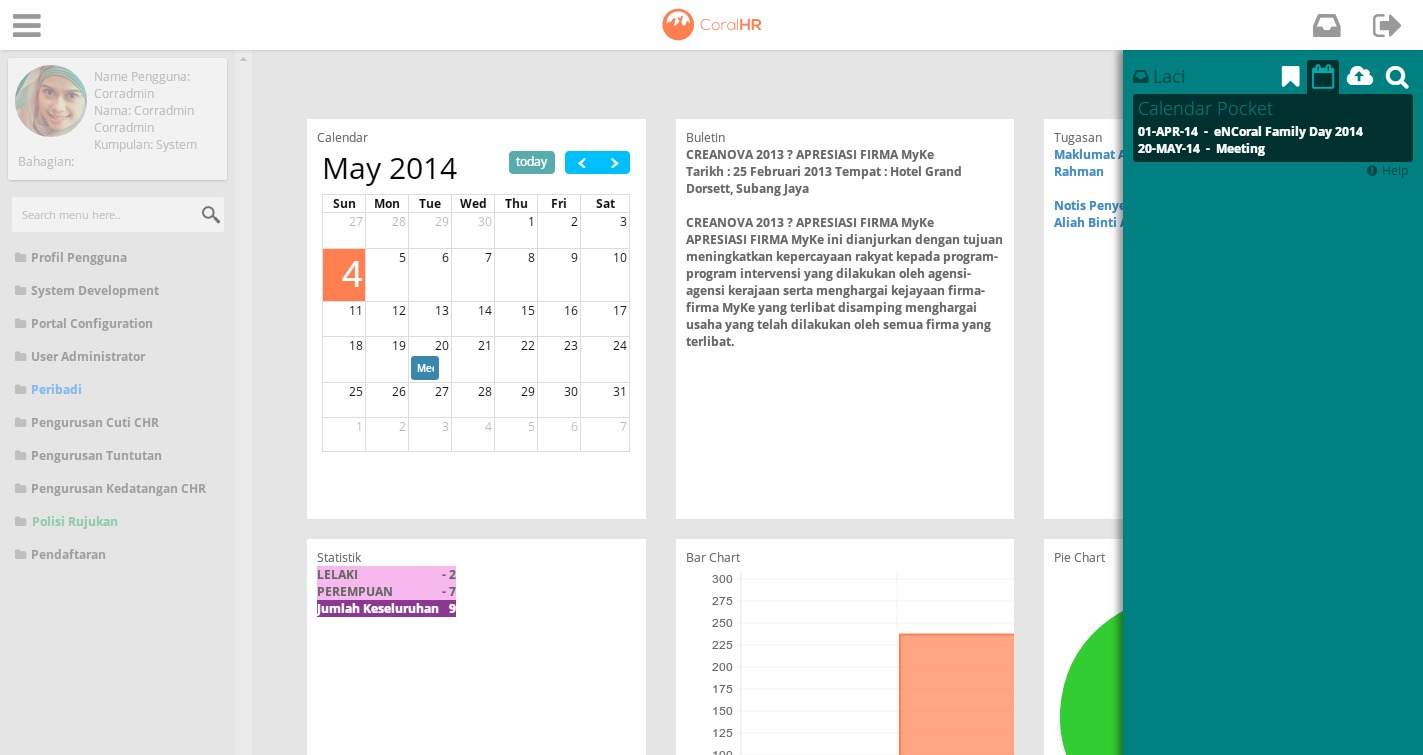 CoralHR
Name Pengguna:
Corradmin
Nama: Corradmin
Corradmin
Kumpulan: System
Bahagian:
Search menu here..
Profil Pengguna
System Development
Portal Configuration
User Administrator
Peribadi
Pengurusan Cuti CHR
Pengurusan Tuntutan
Pengurusan Kedatangan CHR
Polisi Rujukan
Pendaftaran
Calendar
May 2014
today
Sun Mon Tue Wed Thu Fri Sat
27 28 29 30 1 2 3
4 5 6 7 8 9 10
11 12 13 14 15 16 17
18 19 20 21 22 23 24
Mee
25 26 27 28 29 30 31
1 2 3 4 5 6 7
Buletin
CREANOVA 2013 ? APRESIASI FIRMA MyKe
Tarikh : 25 Februari 2013 Tempat : Hotel Grand
Dorsett, Subang Jaya
CREANOVA 2013 ? APRESIASI FIRMA MyKe
APRESIASI FIRMA MyKe ini dianjurkan dengan tujuan
meningkatkan kepercayaan rakyat kepada program-
program intervensi yang dilakukan oleh agensi-
agensi kerajaan serta menghargai kejayaan firma-
firma MyKe yang terlibat disamping menghargai
usaha yang telah dilakukan oleh semua firma yang
terlibat.
Tugasan
Maklumat A
Rahman
Notis Penye
Aliah Binti A
Laci
Calendar Pocket
01-APR-14 - eNCoral Family Day 2014
20-MAY-14 - Meeting
Help
Statistik
LELAKI - 2
PEREMPUAN - 7
Jumlah Keseluruhan 9
Bar Chart
300
275
250
225
200
175
150
125
100
Pie Chart